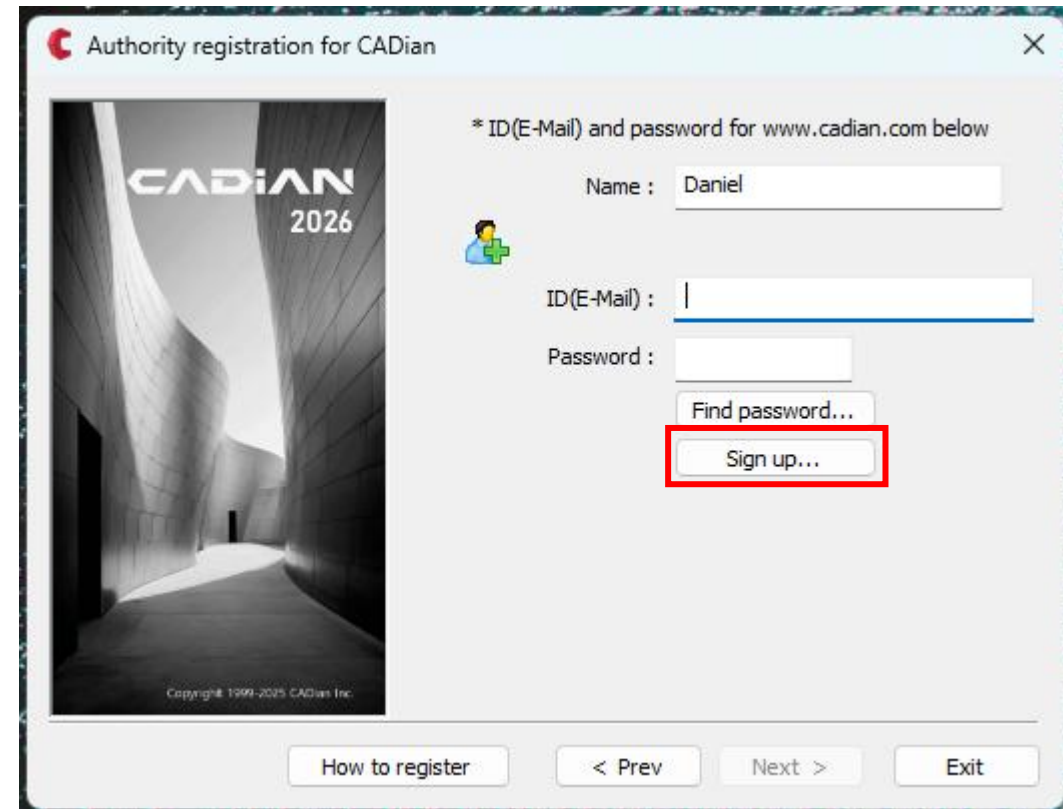 Authority registration for CADian
CADiAN
2026
Copyright 1999-2025 CADian Inc.
* ID(E-Mail) and password for www.cadian.com below
Name : Daniel
ID(E-Mail) :
Password :
Find password...
Sign up...
How to register
< Prev
Next >
Exit